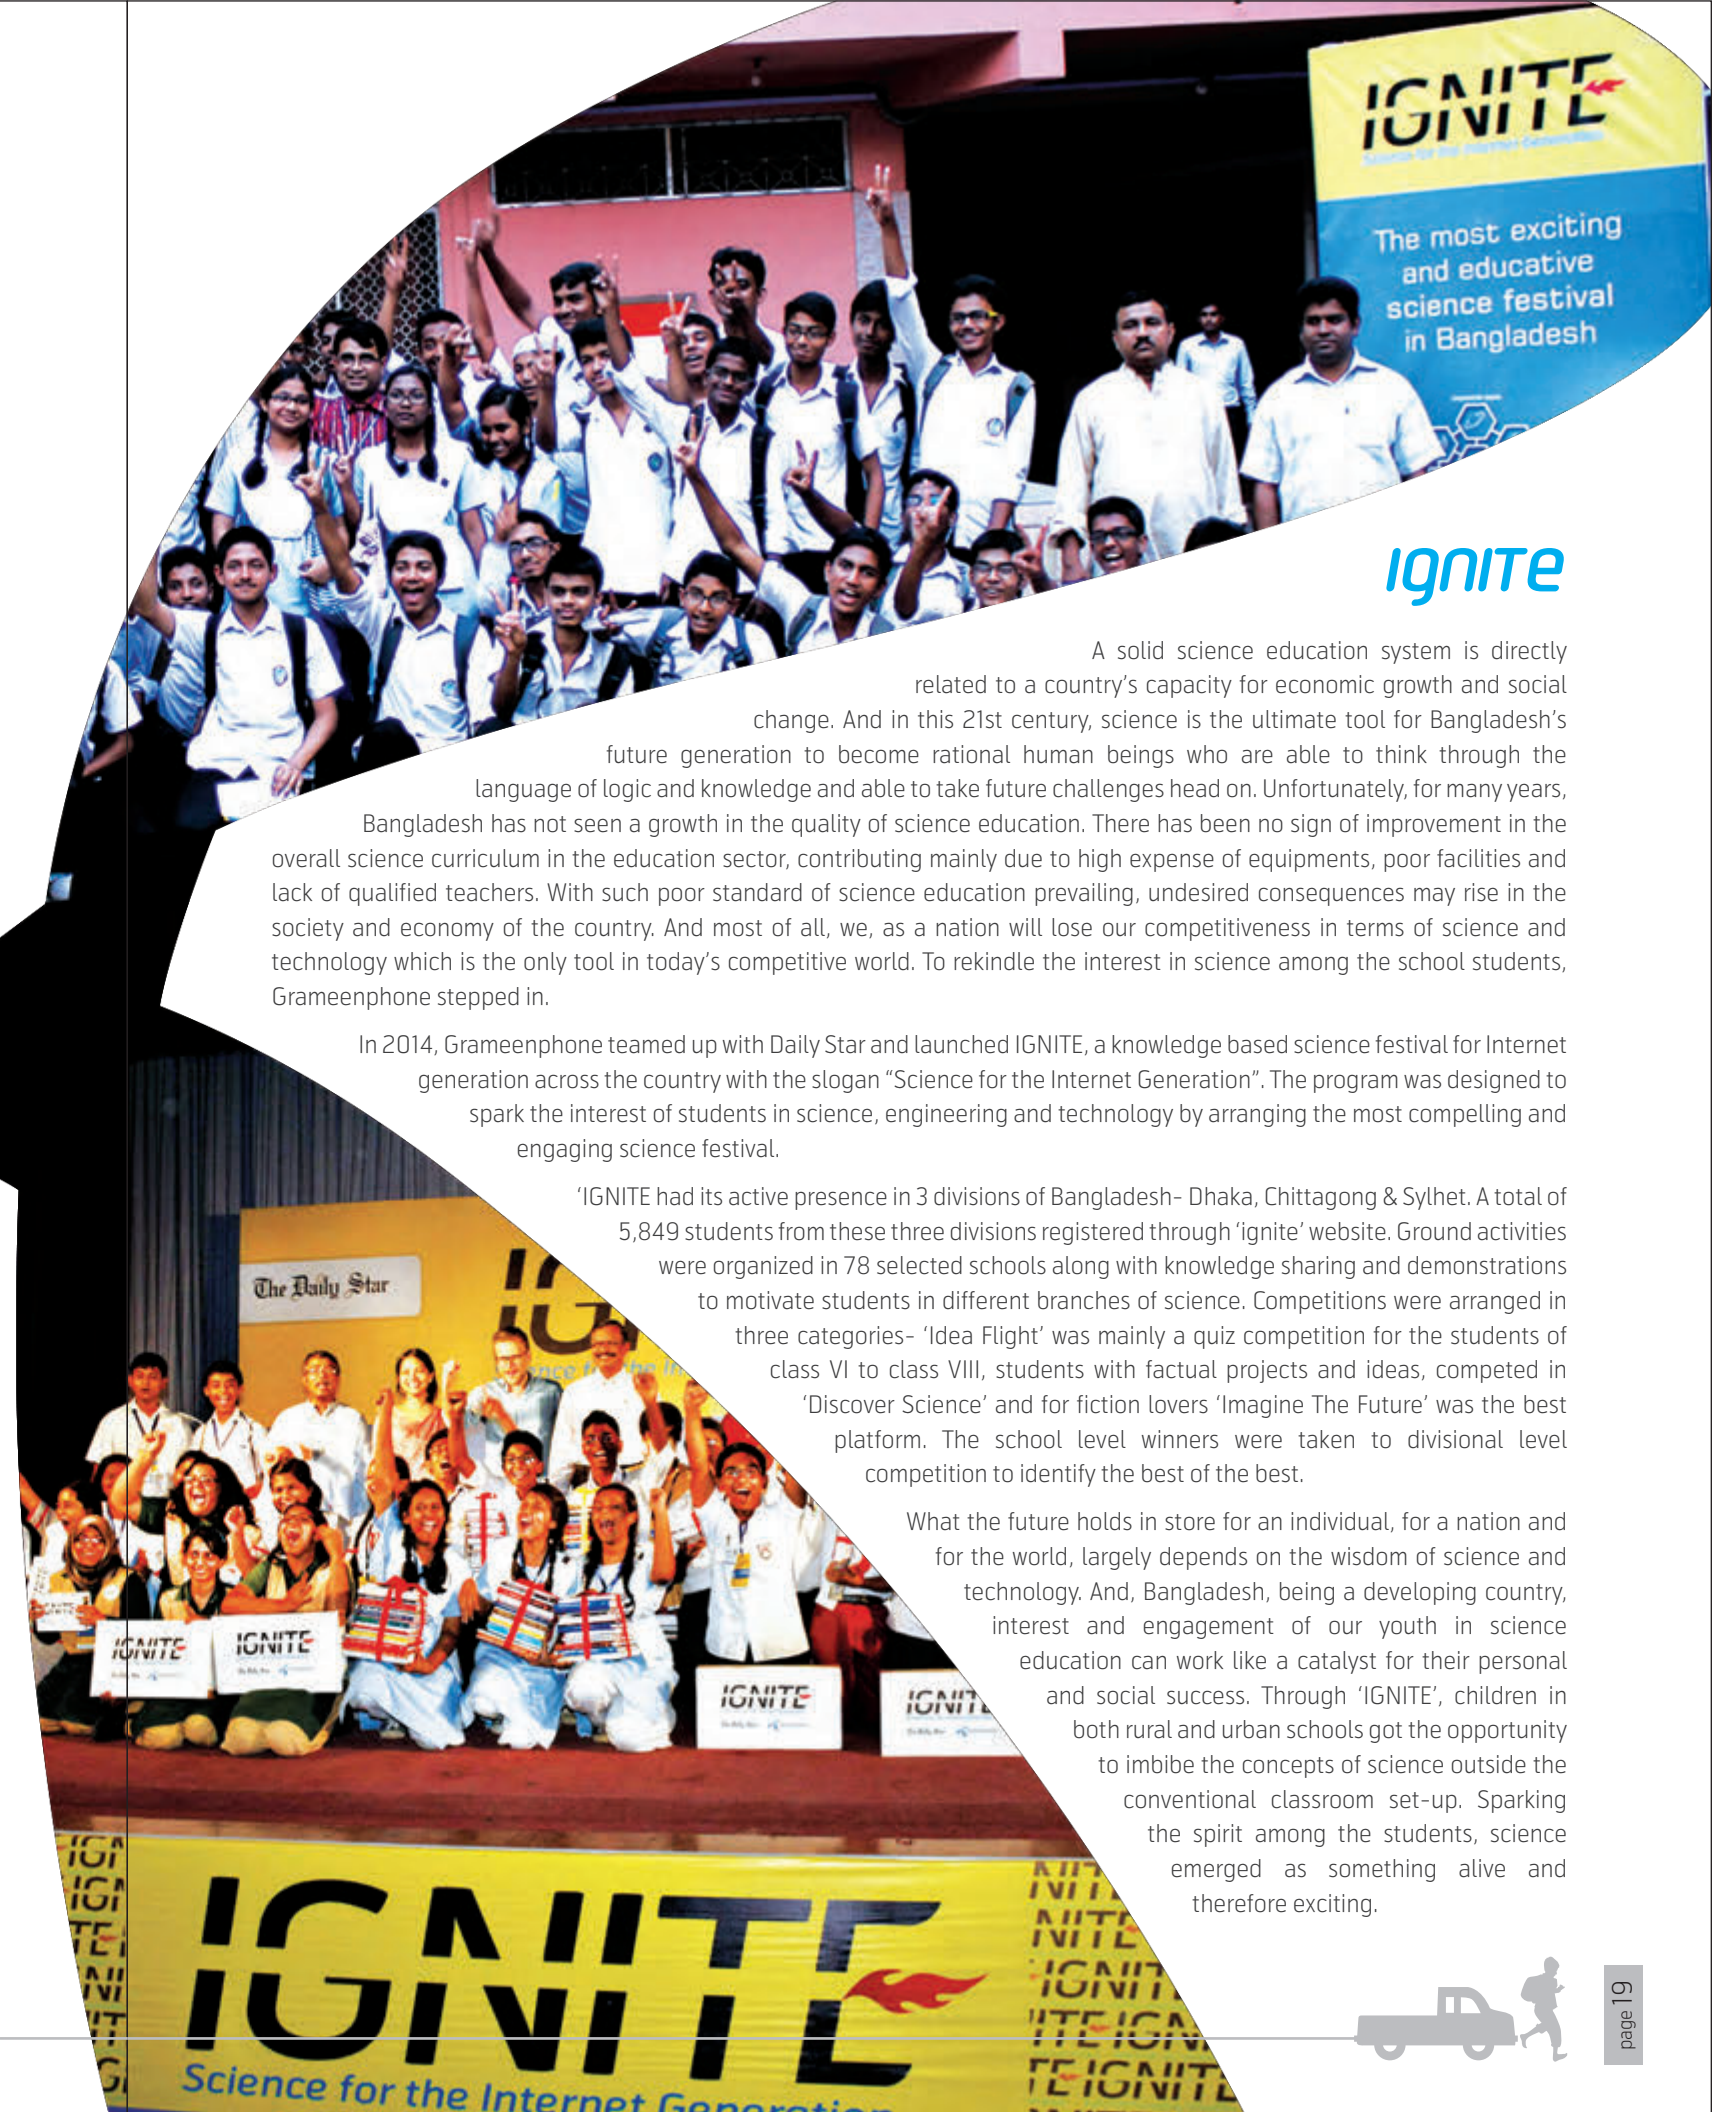 IGNITE
Science for the Internet Generation
The most exciting
and educative
science festival
in Bangladesh
Ignite
A solid science education system is directly
related to a country's capacity for economic growth and social
change. And in this 21st century, science is the ultimate tool for Bangladesh's
future generation to become rational human beings who are able to think through the
language of logic and knowledge and able to take future challenges head on. Unfortunately, for many years,
Bangladesh has not seen a growth in the quality of science education. There has been no sign of improvement in the
overall science curriculum in the education sector, contributing mainly due to high expense of equipments, poor facilities and
lack of qualified teachers. With such poor standard of science education prevailing, undesired consequences may rise in the
society and economy of the country. And most of all, we, as a nation will lose our competitiveness in terms of science and
technology which is the only tool in today's competitive world. To rekindle the interest in science among the school students,
Grameenphone stepped in.
In 2014, Grameenphone teamed up with Daily Star and launched IGNITE, a knowledge based science festival for Internet
generation across the country with the slogan “Science for the Internet Generation”. The program was designed to
spark the interest of students in science, engineering and technology by arranging the most compelling and
engaging science festival.
‘IGNITE had its active presence in 3 divisions of Bangladesh- Dhaka, Chittagong & Sylhet. A total of
5,849 students from these three divisions registered through ‘ignite’ website. Ground activities
were organized in 78 selected schools along with knowledge sharing and demonstrations
to motivate students in different branches of science. Competitions were arranged in
three categories- ‘Idea Flight’ was mainly a quiz competition for the students of
class VI to class VIII, students with factual projects and ideas, competed in
‘Discover Science’ and for fiction lovers ‘Imagine The Future’ was the best
platform. The school level winners were taken to divisional level
competition to identify the best of the best.
What the future holds in store for an individual, for a nation and
for the world, largely depends on the wisdom of science and
technology. And, Bangladesh, being a developing country,
interest and engagement of our youth in science
education can work like a catalyst for their personal
and social success. Through ‘IGNITE’, children in
both rural and urban schools got the opportunity
to imbibe the concepts of science outside the
conventional classroom set-up. Sparking
the spirit among the students, science
emerged as something alive and
therefore exciting.
The Daily Star
IGNITE
IGNITE
IGNITE
IGNITE
IGNITE
Science for the Internet Generation
page 19